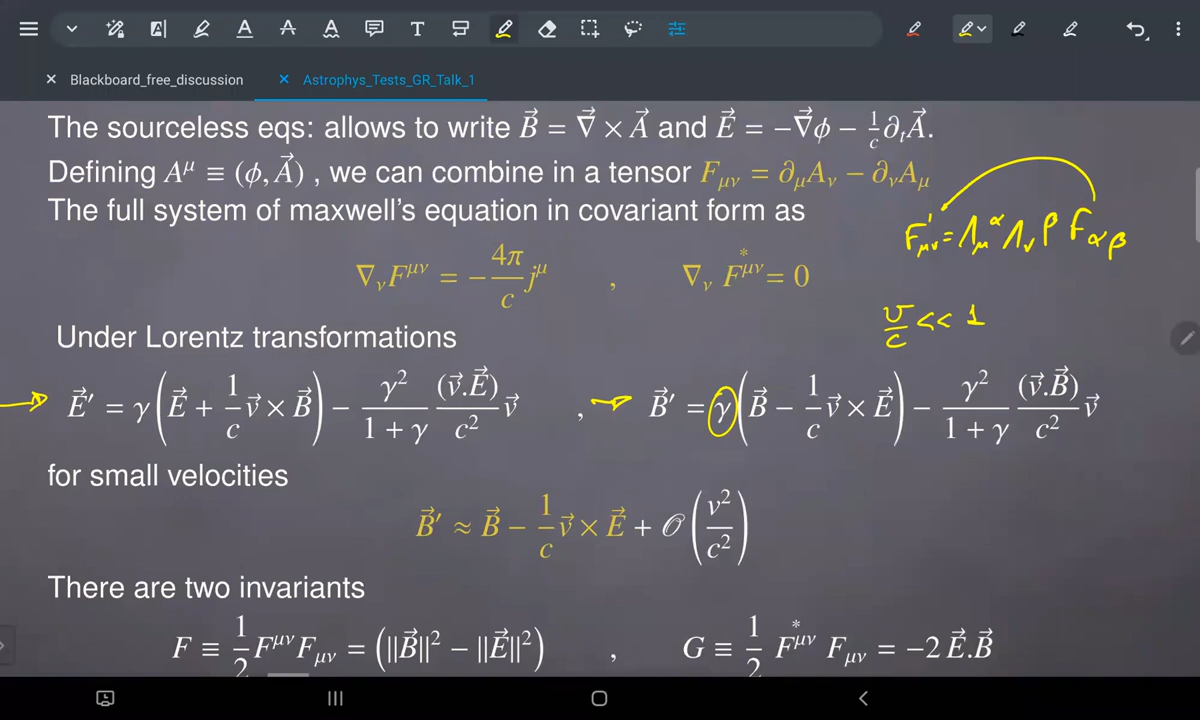 Blackboard_free_discussion Astrophys_Tests_GR_Talk_1
The sourceless eqs: allows to write B⃗ = ∇⃗ × A⃗ and E⃗ = −∇⃗ϕ − 1/c ∂ₜA⃗.
Defining A^μ ≡ (ϕ, A⃗) , we can combine in a tensor F_μν = ∂_μA_ν − ∂_νA_μ
The full system of maxwell's equation in covariant form as
F'_μν = Λ_μ^α Λ_ν^β F_αβ
∇_ν F^μν = − 4π/c j^μ , ∇_ν F^*μν = 0
v/c << 1
Under Lorentz transformations
E⃗′ = γ(E⃗ + 1/c v⃗ × B⃗) − γ²/(1 + γ) (v⃗.E⃗)/c² v⃗ , B⃗′ = γ(B⃗ − 1/c v⃗ × E⃗) − γ²/(1 + γ) (v⃗.B⃗)/c² v⃗
for small velocities
B⃗′ ≈ B⃗ − 1/c v⃗ × E⃗ + 𝒪(v²/c²)
There are two invariants
F ≡ 1/2 F^μν F_μν = (||B⃗||² − ||E⃗||²) , G ≡ 1/2 F^*μν F_μν = −2 E⃗.B⃗